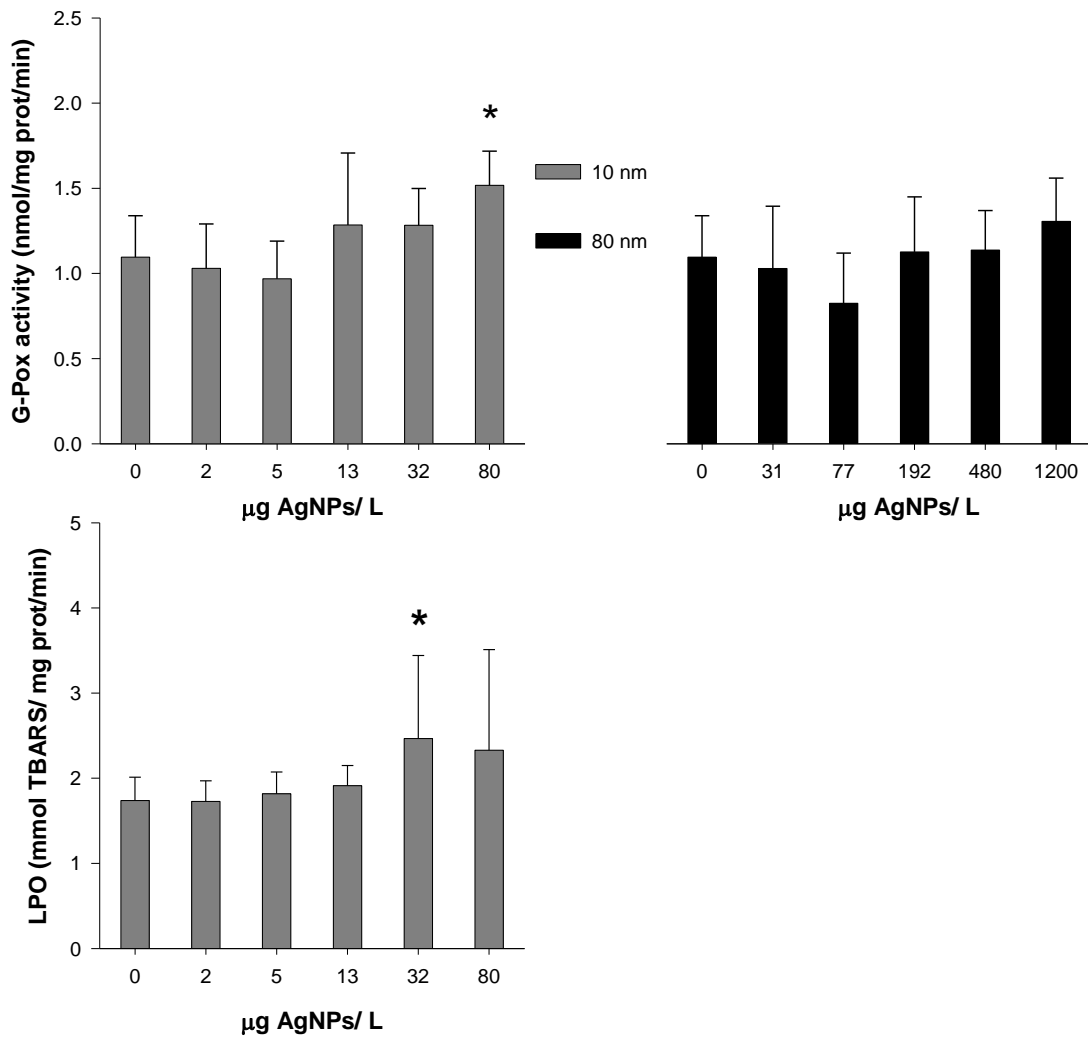 G-Pox activity (nmol/mg prot/min)
2.5
2.0
1.5
1.0
0.5
0.0
*
0 2 5 13 32 80
μg AgNPs/ L
10 nm
80 nm
0 31 77 192 480 1200
μg AgNPs/ L
LPO (mmol TBARS/ mg prot/min)
5
4
3
2
1
0
*
0 2 5 13 32 80
μg AgNPs/ L